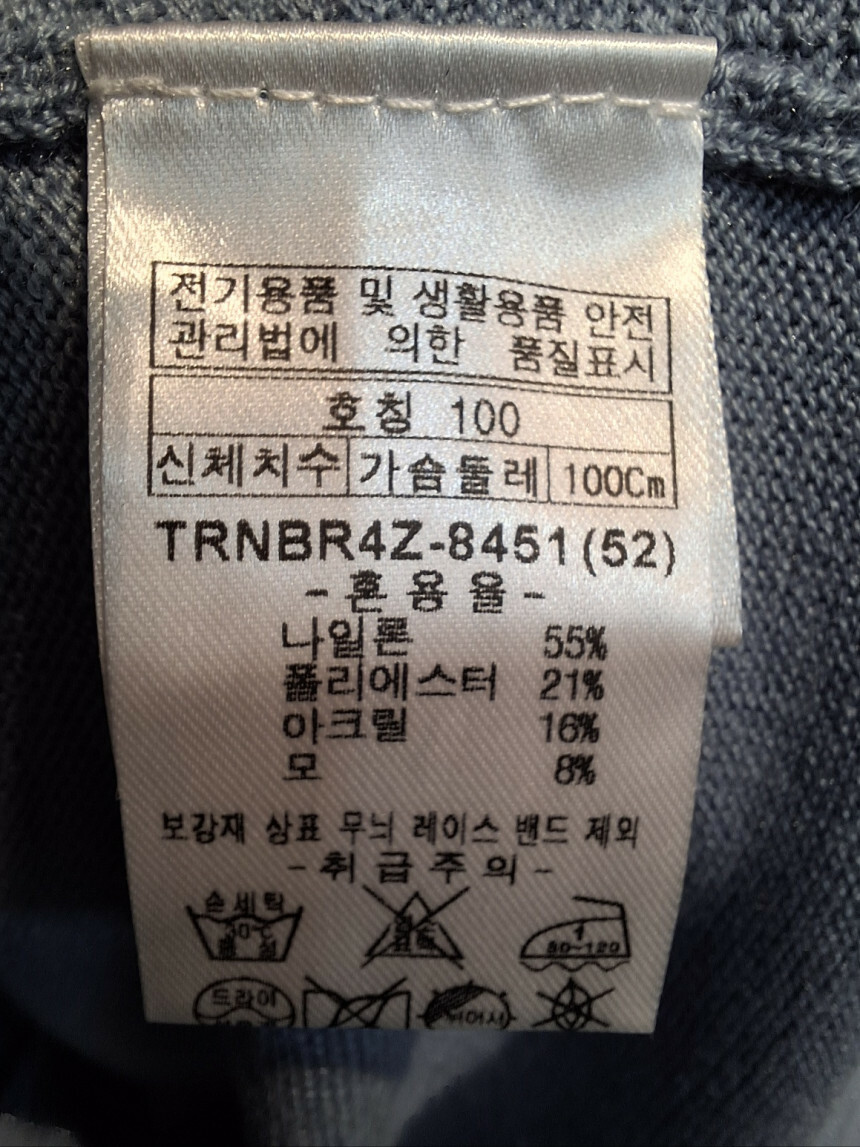 전기용품 및 생활용품 안전
관리법에 의한 품질표시
호칭 100
신체치수 가슴둘레 100Cm
TRNBR4Z-8451(52)
- 혼용율 -
나일론 55%
폴리에스터 21%
아크릴 16%
모 8%
보강재 상표 무늬 레이스 밴드 제외
- 취급주의 -
손세탁
30℃
1
80~120
드라이